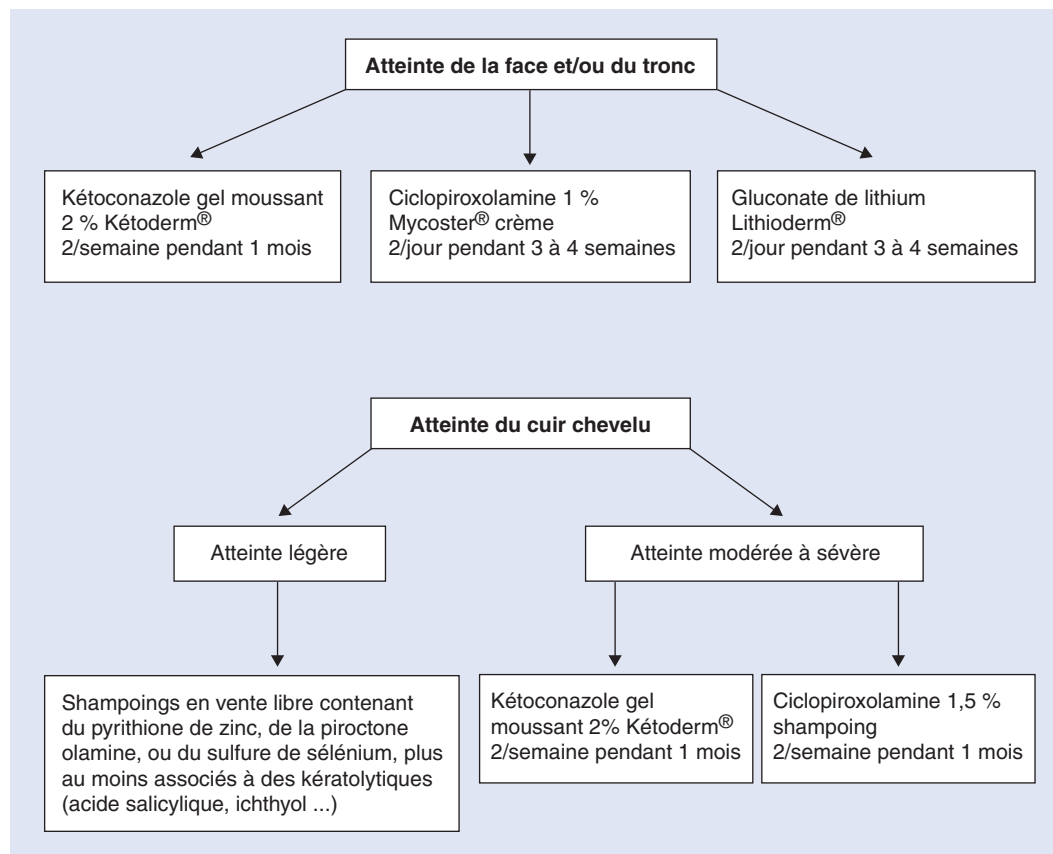 Atteinte de la face et/ou du tronc
Kétoconazole gel moussant
2 % Kétoderm®
2/semaine pendant 1 mois
Ciclopiroxolamine 1 %
Mycoster® crème
2/jour pendant 3 à 4 semaines
Gluconate de lithium
Lithioderm®
2/jour pendant 3 à 4 semaines
Atteinte du cuir chevelu
Atteinte légère
Atteinte modérée à sévère
Shampoings en vente libre contenant
du pyrithione de zinc, de la piroctone
olamine, ou du sulfure de sélénium, plus
au moins associés à des kératolytiques
(acide salicylique, ichthyol ...)
Kétoconazole gel
moussant 2% Kétoderm®
2/semaine pendant 1 mois
Ciclopiroxolamine 1,5 %
shampoing
2/semaine pendant 1 mois